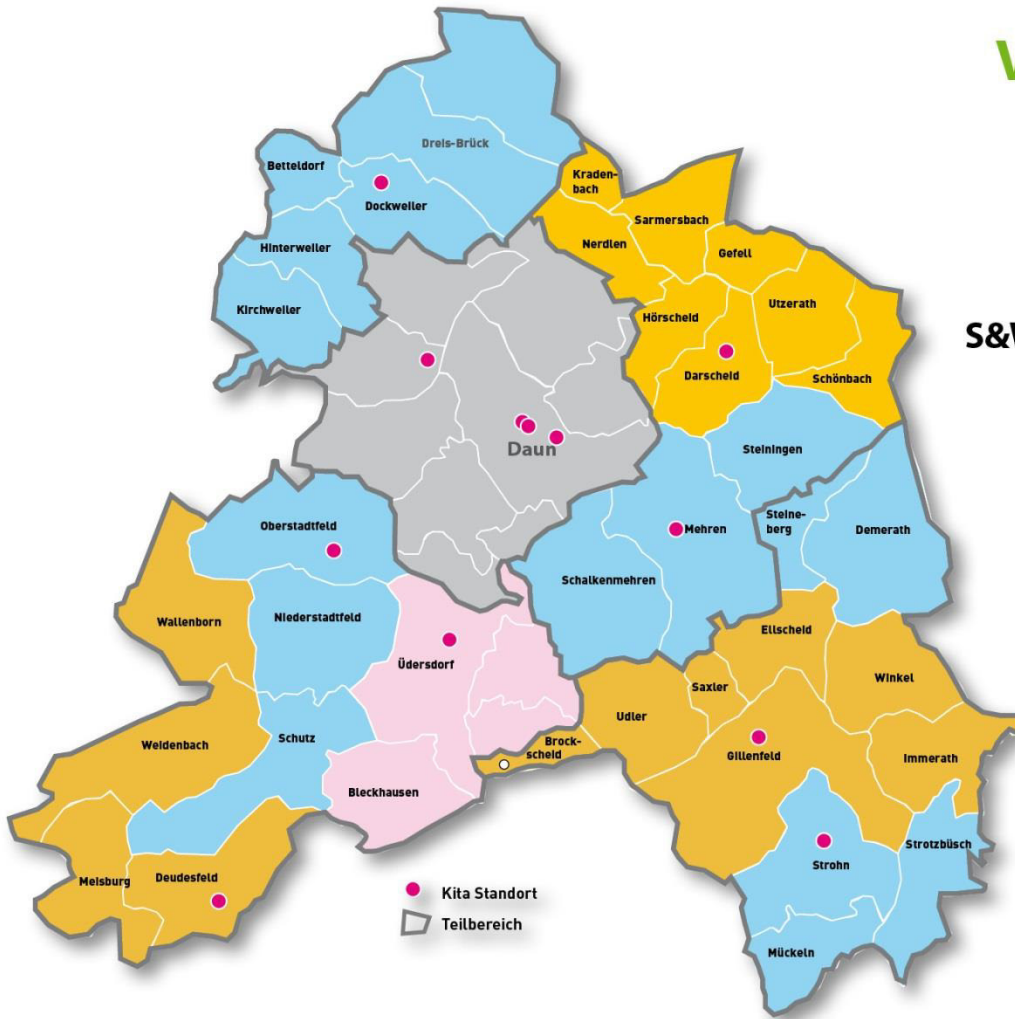 V
Dreis-Brück
Betteldorf
Dockweiler
Hinterweiler
Kirchweiler
Kraden-
bach
Sarmersbach
Nerdlen
Gefell
Utzerath
Hörscheid
S&V
Darscheid
Schönbach
Daun
Steiningen
Steine-
berg
Demerath
Mehren
Schalkenmehren
Oberstadtfeld
Wallenborn
Niederstadtfeld
Üdersdorf
Ellscheid
Saxler
Winkel
Udler
Weidenbach
Schutz
Brock-
scheid
Gillenfeld
Immerath
Bleckhausen
Strotzbüsch
Strohn
Meisburg
Deudesfeld
Kita Standort
Teilbereich
Mückeln